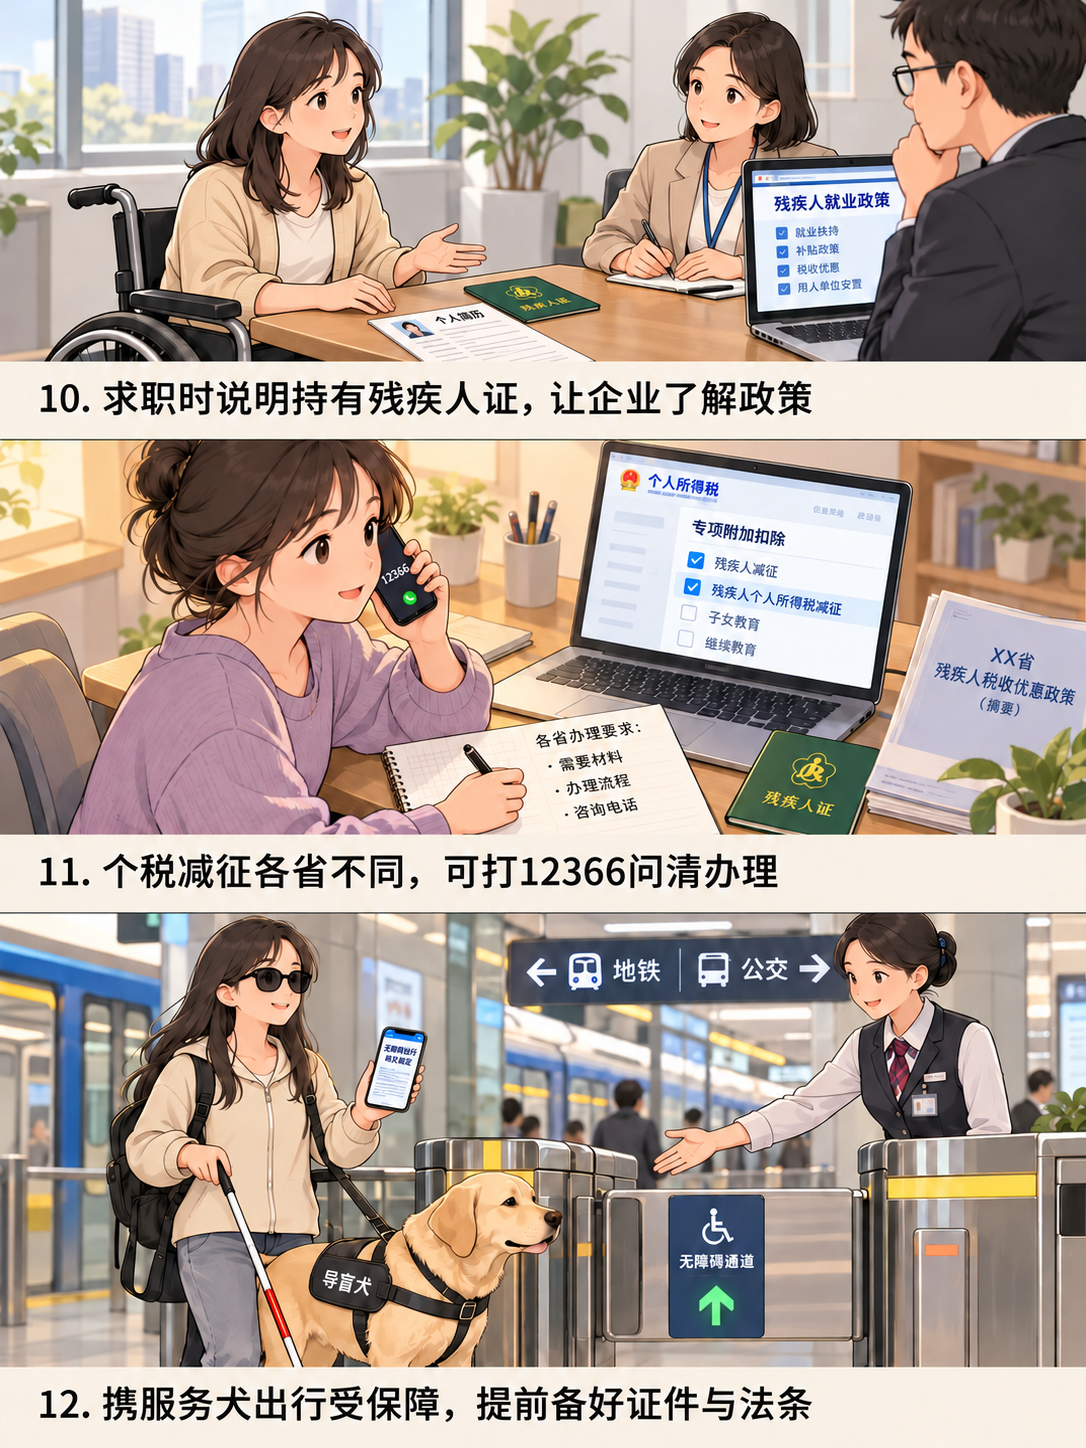 残疾人就业政策
就业扶持
补贴政策
税收优惠
用人单位安置
残疾人证
个人简历
10. 求职时说明持有残疾人证，让企业了解政策
个人所得税
专项附加扣除
残疾人减征
残疾人个人所得税减征
子女教育
继续教育
12366
XX省
残疾人税收优惠政策
（摘要）
各省办理要求：
· 需要材料
· 办理流程
· 咨询电话
残疾人证
11. 个税减征各省不同，可打12366问清办理
地铁
公交
导盲犬
无障碍通道
12. 携服务犬出行受保障，提前备好证件与法条